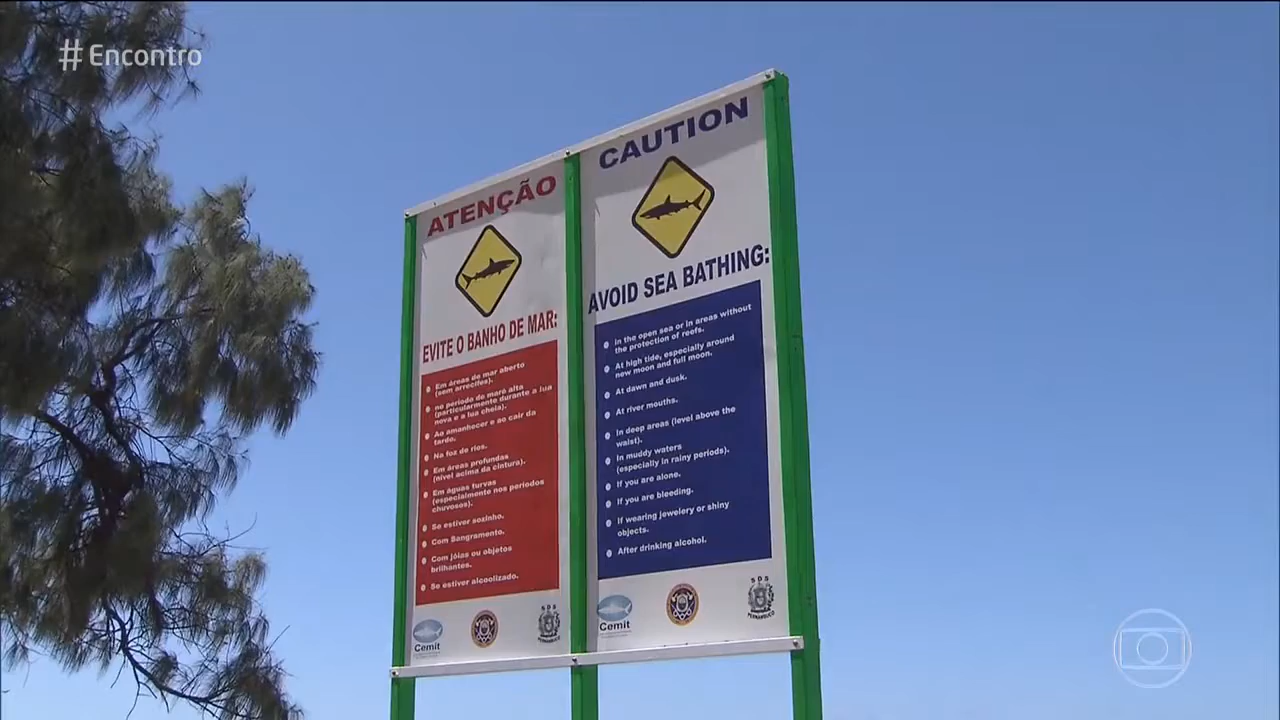 #Encontro
ATENÇÃO
EVITE O BANHO DE MAR:
Em áreas de mar aberto
(sem arrecifes).
no período de maré alta
(particularmente durante a lua
nova e a lua cheia).
Ao amanhecer e ao cair da
tarde.
Na foz de rios.
Em áreas profundas
(nível acima da cintura).
Em águas turvas
(especialmente nos períodos
chuvosos).
Se estiver sozinho.
Com Sangramento.
Com jóias ou objetos
brilhantes.
Se estiver alcoolizado.
Cemit
SDS
PERNAMBUCO
CAUTION
AVOID SEA BATHING:
in the open sea or in areas without
the protection of reefs.
At high tide, especially around
new moon and full moon.
At dawn and dusk.
At river mouths.
In deep areas (level above the
waist).
In muddy waters
(especially in rainy periods).
If you are alone.
If you are bleeding.
If wearing jewelery or shiny
objects.
After drinking alcohol.
Cemit
SDS
PERNAMBUCO